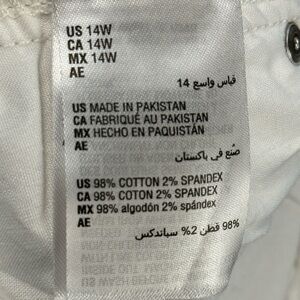 US 14W
CA 14W
MX 14W
AE
قياس واسع 14
US MADE IN PAKISTAN
CA FABRIQUÉ AU PAKISTAN
MX HECHO EN PAQUISTÁN
AE
صُنع في باكستان
US 98% COTTON 2% SPANDEX
CA 98% COTON 2% SPANDEX
MX 98% algodón 2% spándex
AE
98% قطن 2% سباندكس